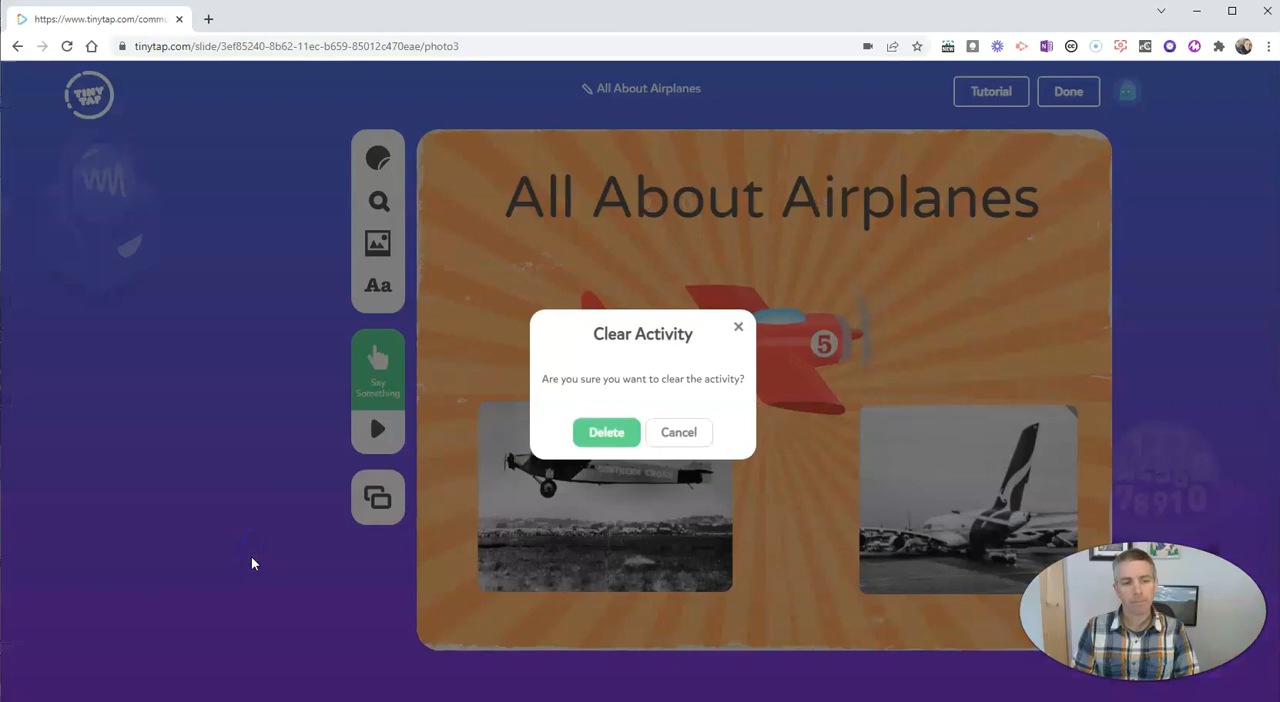 https://www.tinytap.com/commu
tinytap.com/slide/3ef85240-8b62-11ec-b659-85012c470eae/photo3
TINY
TAP
All About Airplanes
Tutorial
Done
All About Airplanes
Aa
5
Clear Activity
Are you sure you want to clear the activity?
Delete
Cancel
Say
Something